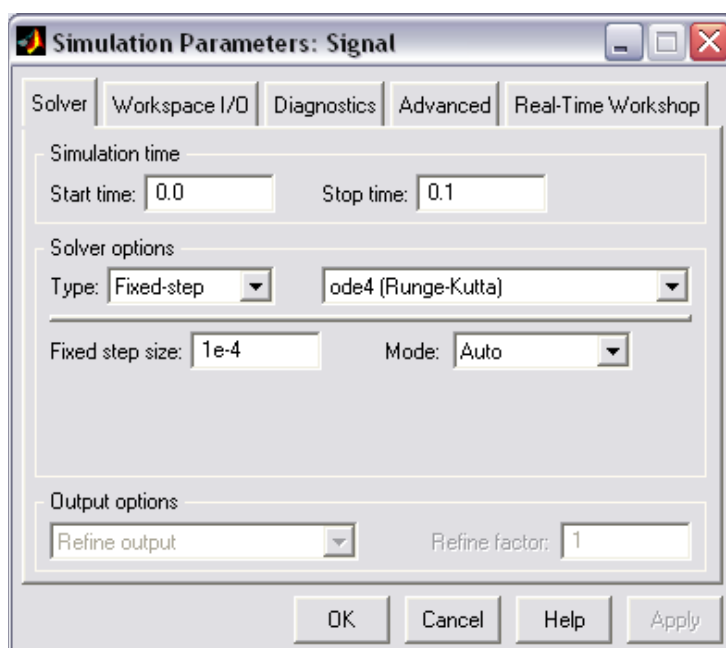 Simulation Parameters: Signal
Solver Workspace I/O Diagnostics Advanced Real-Time Workshop
Simulation time
Start time: 0.0 Stop time: 0.1
Solver options
Type: Fixed-step ode4 (Runge-Kutta)
Fixed step size: 1e-4 Mode: Auto
Output options
Refine output Refine factor: 1
OK Cancel Help Apply